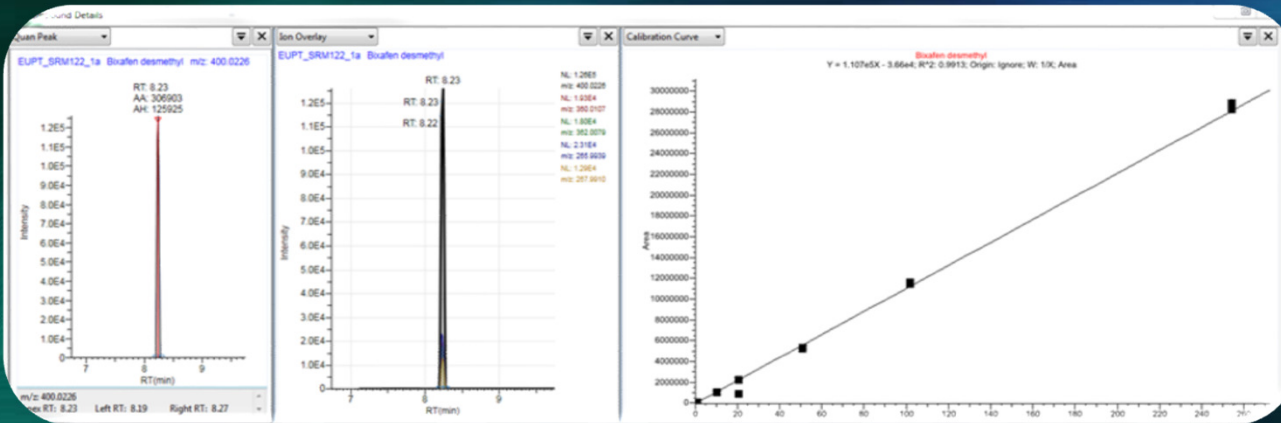 und Details
Quan Peak
EUPT_SRM122_1a Bixafen desmethyl m/z: 400.0226
RT: 8.23
AA: 306903
AH: 125925
1.2E5
1.1E5
1.0E5
9.0E4
8.0E4
7.0E4
6.0E4
5.0E4
4.0E4
3.0E4
2.0E4
1.0E4
0
Intensity
7 8 9
RT(min)
m/z: 400.0226
RT: 8.23 Left RT: 8.19 Right RT: 8.27
Ion Overlay
EUPT_SRM122_1a Bixafen desmethyl
RT: 8.23
RT: 8.23
RT: 8.22
NL: 1.26E5
m/z: 400.0226
NL: 1.93E4
m/z: 360.0107
NL: 1.80E4
m/z: 362.0079
NL: 2.31E4
m/z: 265.9939
NL: 1.29E4
m/z: 267.9910
1.2E5
1.1E5
1.0E5
9.0E4
8.0E4
7.0E4
6.0E4
5.0E4
4.0E4
3.0E4
2.0E4
1.0E4
0
Intensity
7 8 9
RT(min)
Calibration Curve
Bixafen desmethyl
Y = 1.107e5X - 3.66e4; R^2: 0.9913; Origin: Ignore; W: 1/X; Area
30000000
28000000
26000000
24000000
22000000
20000000
18000000
16000000
14000000
12000000
10000000
8000000
6000000
4000000
2000000
0
Area
0 20 40 60 80 100 120 140 160 180 200 220 240